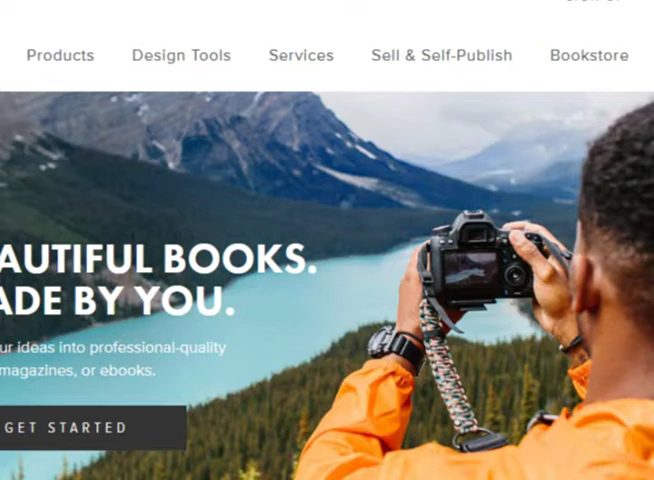 Products Design Tools Services Sell & Self-Publish Bookstore
AUTIFUL BOOKS.
ADE BY YOU.
ur ideas into professional-quality
magazines, or ebooks.
GET STARTED